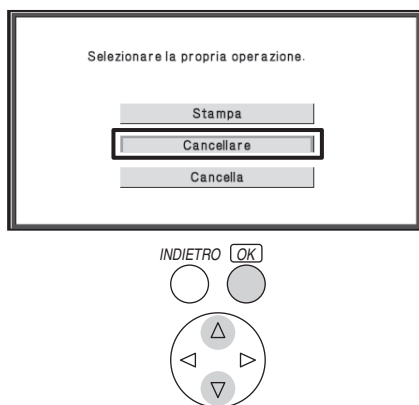 Selezionare la propria operazione.
Stampa
Cancellare
Cancella
INDIETRO OK